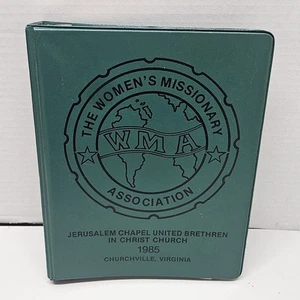 THE WOMEN'S MISSIONARY
WMA
ASSOCIATION
JERUSALEM CHAPEL UNITED BRETHREN
IN CHRIST CHURCH
1985
CHURCHVILLE, VIRGINIA